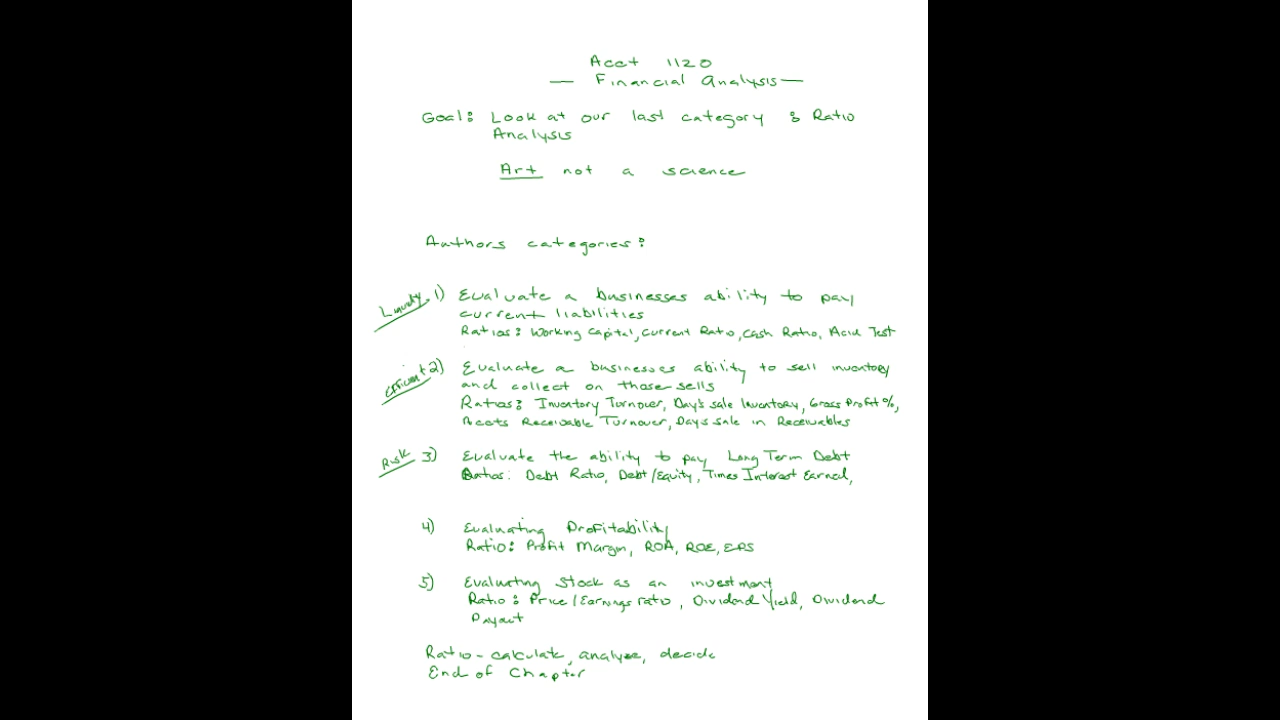 Acct 1120
— Financial Analysis —
Goal: Look at our last category : Ratio
Analysis
Art not a science
Authors categories:
Liquidity 1) Evaluate a businesses ability to pay
current liabilities
Ratios: Working Capital, Current Ratio, Cash Ratio, Acid Test
2) Evaluate a businesses ability to sell inventory
and collect on those sells
Ratios: Inventory Turnover, Day's sale Inventory, Gross Profit %,
Accts Receivable Turnover, Days sale in Receivables
Risk 3) Evaluate the ability to pay Long Term Debt
Ratios: Debt Ratio, Debt/Equity, Times Interest Earned,
4) Evaluating Profitability
Ratio: Profit Margin, ROA, ROE, EPS
5) Evaluating Stock as an investment
Ratio: Price/Earnings ratio, Dividend Yield, Dividend
Payout
Ratio - calculate, analyze, decide
End of Chapter